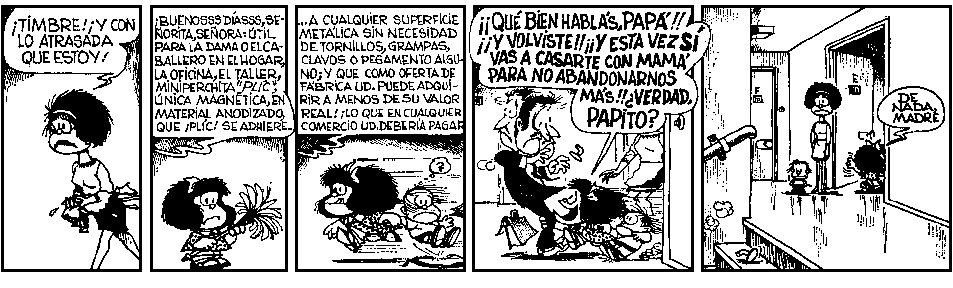 ¡TIMBRE! ¡Y CON
LO ATRASADA
QUE ESTOY!
¡BUENOSSS DÍASSS, SE-
ÑORITA, SEÑORA: ÚTIL
PARA LA DAMA O EL CA-
BALLERO EN EL HOGAR,
LA OFICINA, EL TALLER,
MINIPERCHITA "PLIC",
ÚNICA MAGNÉTICA, EN
MATERIAL ANODIZADO
QUE ¡PLIC! SE ADHIERE...
...A CUALQUIER SUPERFICIE
METÁLICA SIN NECESIDAD
DE TORNILLOS, GRAMPAS,
CLAVOS O PEGAMENTO ALGU-
NO; Y QUE COMO OFERTA DE
FÁBRICA UD. PUEDE ADQUI-
RIR A MENOS DE SU VALOR
REAL! ¡LO QUE EN CUALQUIER
COMERCIO UD. DEBERÍA PAGAR
?
¡¡QUÉ BIEN HABLÁS, PAPÁ!!
¡¡Y VOLVISTE!! ¡¡Y ESTA VEZ SÍ
VAS A CASARTE CON MAMÁ
PARA NO ABANDONARNOS
MÁS!! ¿VERDAD,
PAPITO?
E
DE
NADA,
MADRE